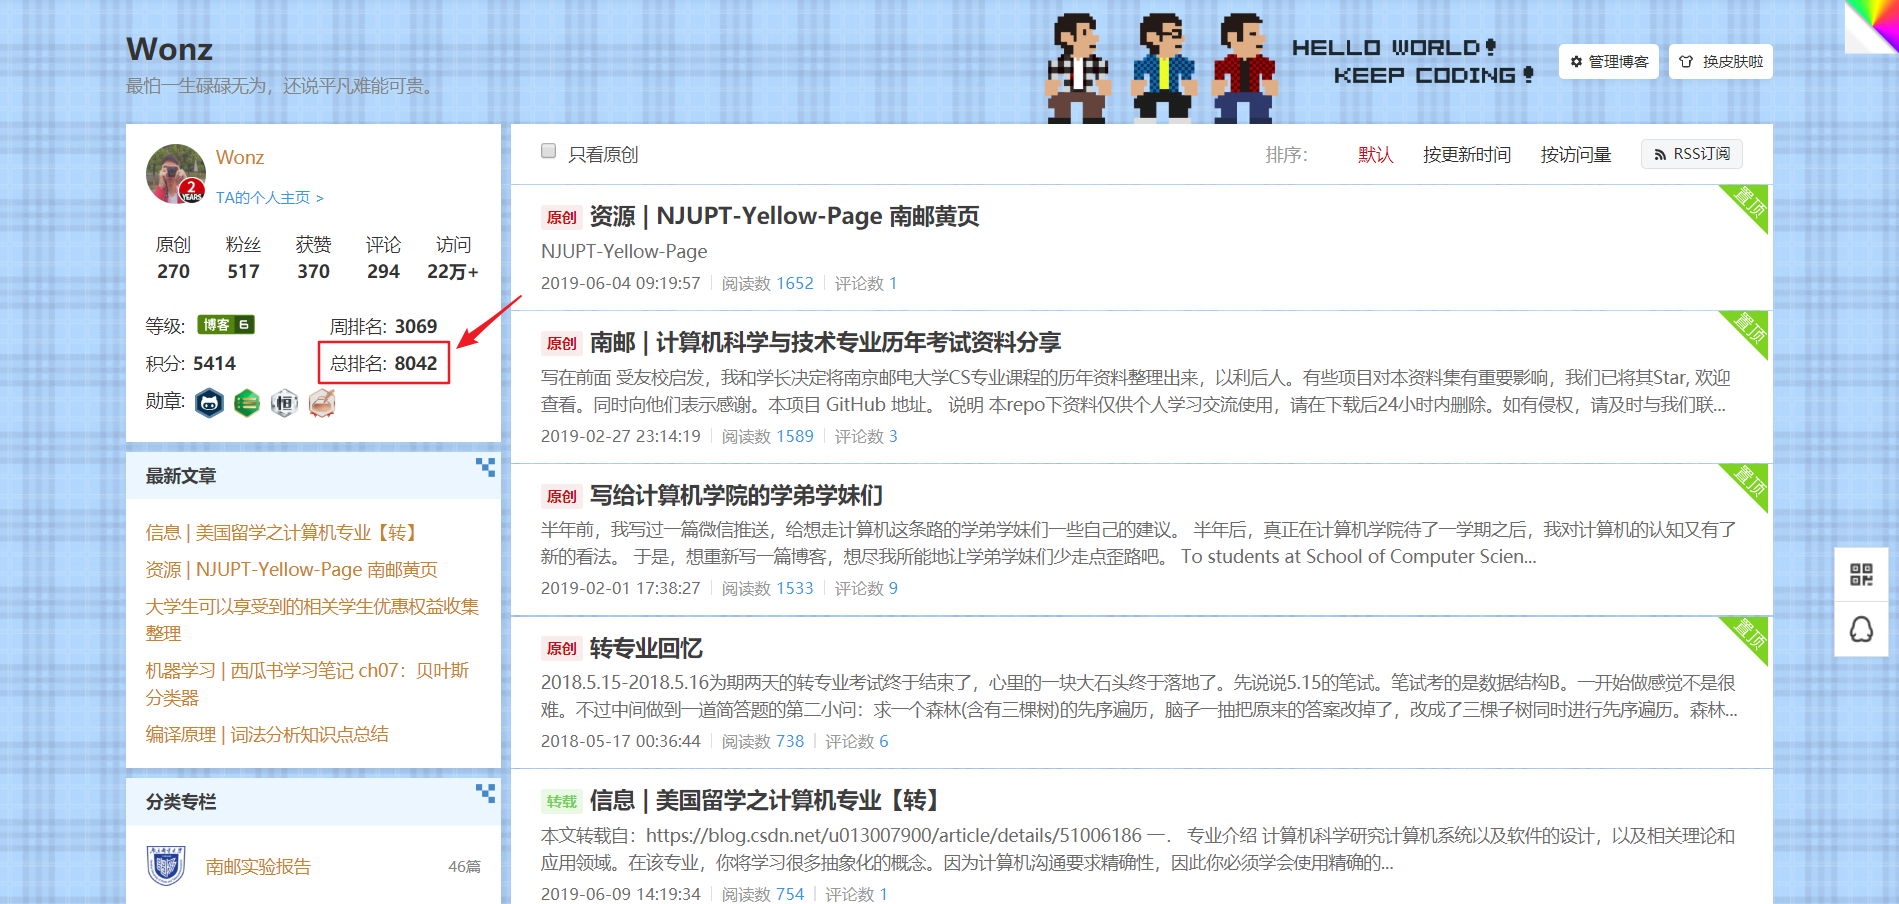 Wonz
最怕一生碌碌无为，还说平凡难能可贵。
HELLO WORLD!
KEEP CODING!
管理博客
换皮肤啦
Wonz
2 YEARS
TA的个人主页 >
原创 粉丝 获赞 评论 访问
270 517 370 294 22万+
等级: 博客 6 周排名: 3069
积分: 5414 总排名: 8042
勋章: 恒
最新文章
信息 | 美国留学之计算机专业【转】
资源 | NJUPT-Yellow-Page 南邮黄页
大学生可以享受到的相关学生优惠权益收集
整理
机器学习 | 西瓜书学习笔记 ch07：贝叶斯
分类器
编译原理 | 词法分析知识点总结
分类专栏
南邮实验报告 46篇
只看原创 排序： 默认 按更新时间 按访问量 RSS订阅
原创 资源 | NJUPT-Yellow-Page 南邮黄页 置顶
NJUPT-Yellow-Page
2019-06-04 09:19:57 阅读数 1652 评论数 1
原创 南邮 | 计算机科学与技术专业历年考试资料分享 置顶
写在前面 受友校启发，我和学长决定将南京邮电大学CS专业课程的历年资料整理出来，以利后人。有些项目对本资料集有重要影响，我们已将其Star, 欢迎
查看。同时向他们表示感谢。本项目 GitHub 地址。 说明 本repo下资料仅供个人学习交流使用，请在下载后24小时内删除。如有侵权，请及时与我们联...
2019-02-27 23:14:19 阅读数 1589 评论数 3
原创 写给计算机学院的学弟学妹们 置顶
半年前，我写过一篇微信推送，给想走计算机这条路的学弟学妹们一些自己的建议。 半年后，真正在计算机学院待了一学期之后，我对计算机的认知又有了
新的看法。 于是，想重新写一篇博客，想尽我所能地让学弟学妹们少走点歪路吧。 To students at School of Computer Scien...
2019-02-01 17:38:27 阅读数 1533 评论数 9
原创 转专业回忆 置顶
2018.5.15-2018.5.16为期两天的转专业考试终于结束了，心里的一块大石头终于落地了。先说说5.15的笔试。笔试考的是数据结构B。一开始做感觉不是很
难。不过中间做到一道简答题的第二小问：求一个森林(含有三棵树)的先序遍历，脑子一抽把原来的答案改掉了，改成了三棵子树同时进行先序遍历。森林...
2018-05-17 00:36:44 阅读数 738 评论数 6
转载 信息 | 美国留学之计算机专业【转】
本文转载自：https://blog.csdn.net/u013007900/article/details/51006186 一． 专业介绍 计算机科学研究计算机系统以及软件的设计，以及相关理论和
应用领域。在该专业，你将学习很多抽象化的概念。因为计算机沟通要求精确性，因此你必须学会使用精确的...
2019-06-09 14:19:34 阅读数 754 评论数 1